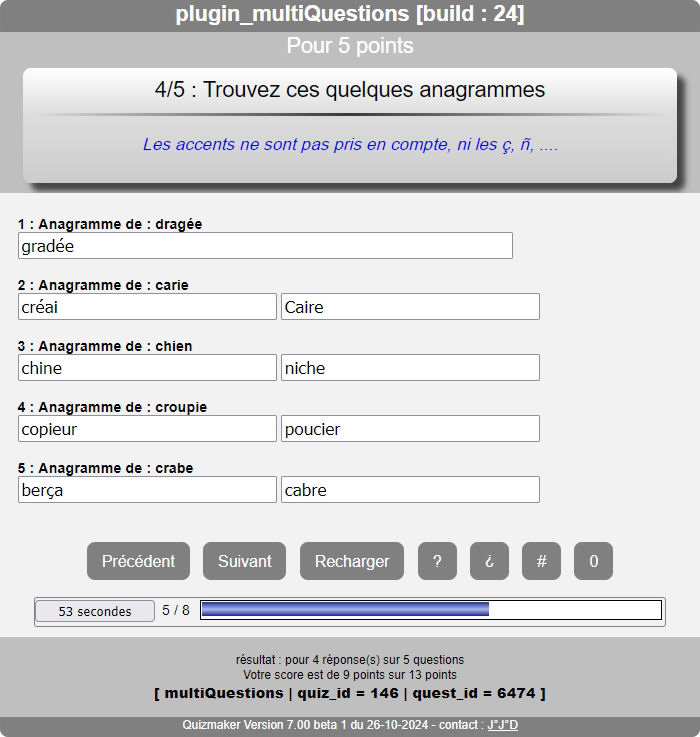 plugin_multiQuestions [build : 24]
Pour 5 points
4/5 : Trouvez ces quelques anagrammes
Les accents ne sont pas pris en compte, ni les ç, ñ, ....
1 : Anagramme de : dragée
gradée
2 : Anagramme de : carie
créai Caire
3 : Anagramme de : chien
chine niche
4 : Anagramme de : croupie
copieur poucier
5 : Anagramme de : crabe
berça cabre
Précédent Suivant Recharger ? ¿ # 0
53 secondes 5 / 8
résultat : pour 4 réponse(s) sur 5 questions
Votre score est de 9 points sur 13 points
[ multiQuestions | quiz_id = 146 | quest_id = 6474 ]
Quizmaker Version 7.00 beta 1 du 26-10-2024 - contact : J°J°D